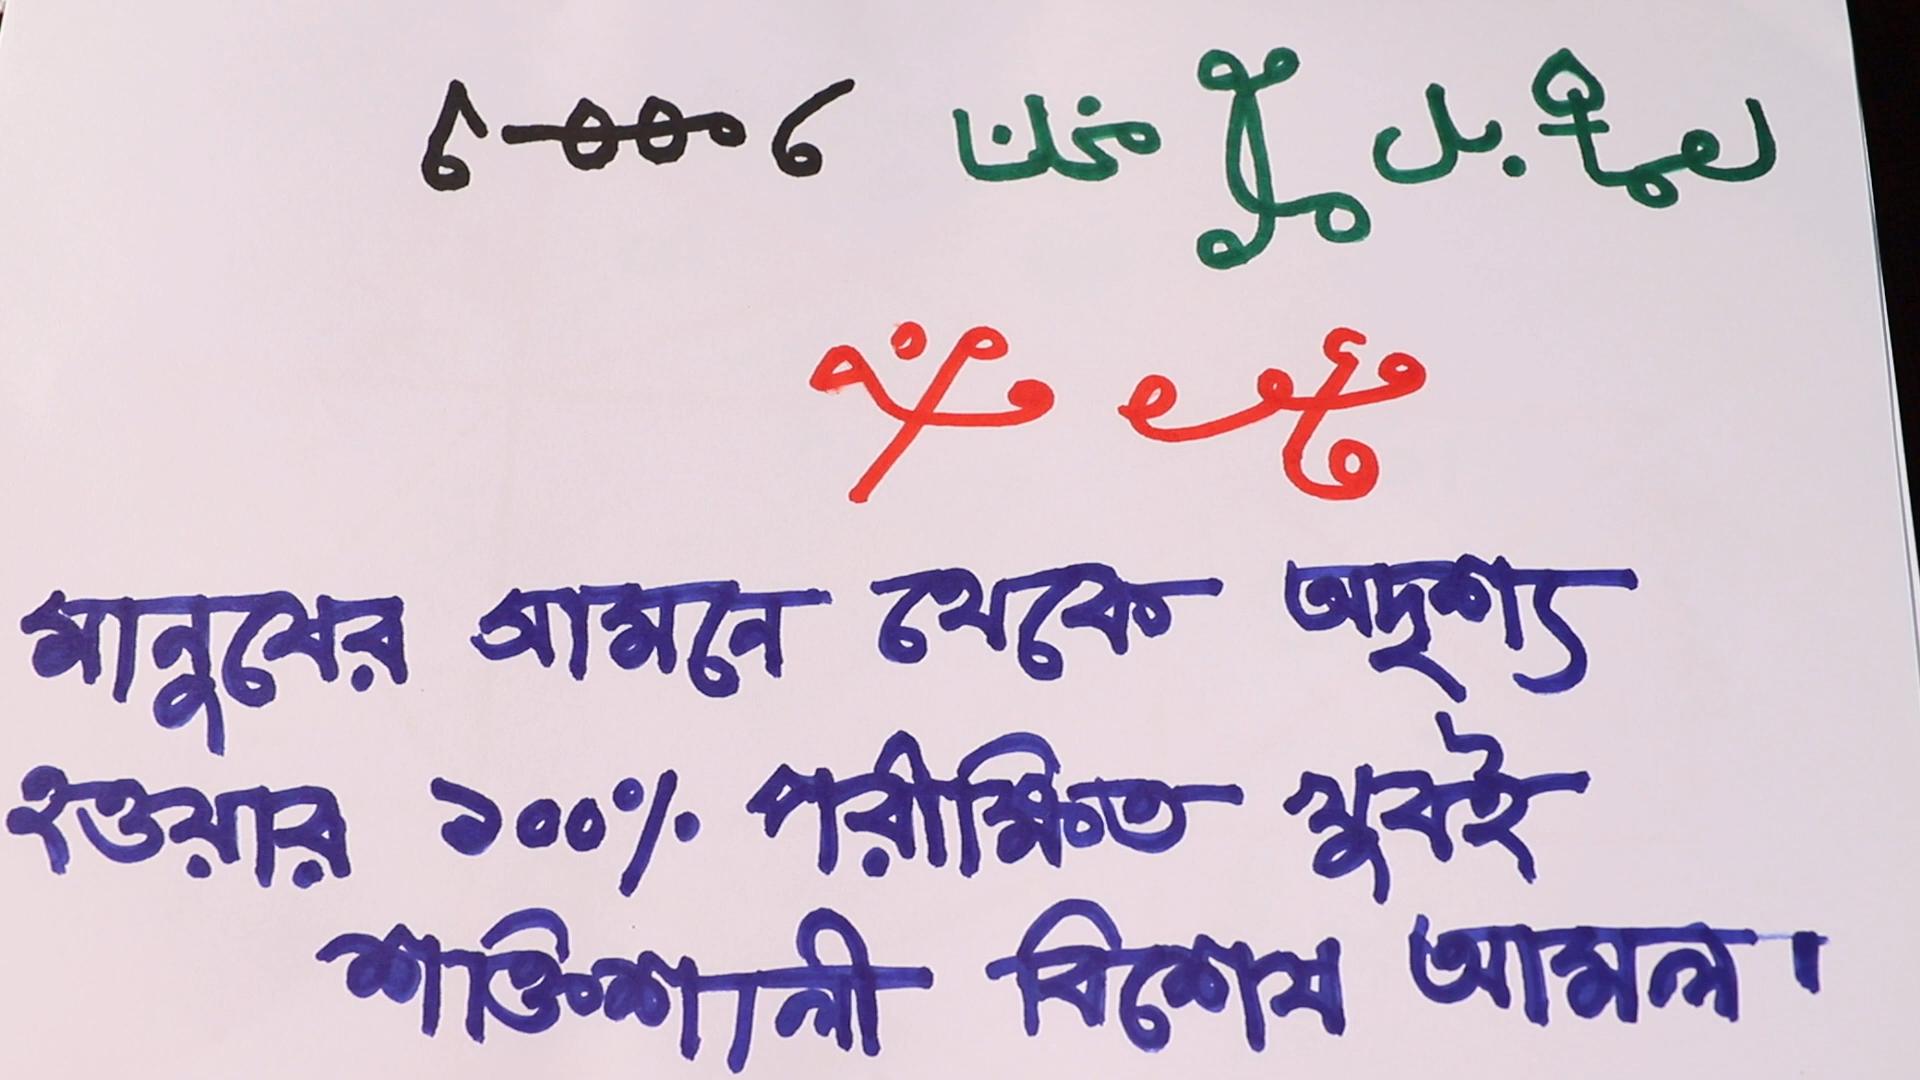 মানুষের সামনে থেকে অদৃশ্য
হওয়ার ১০০% পরীক্ষিত খুবই
শক্তিশালী বিশেষ আমল।